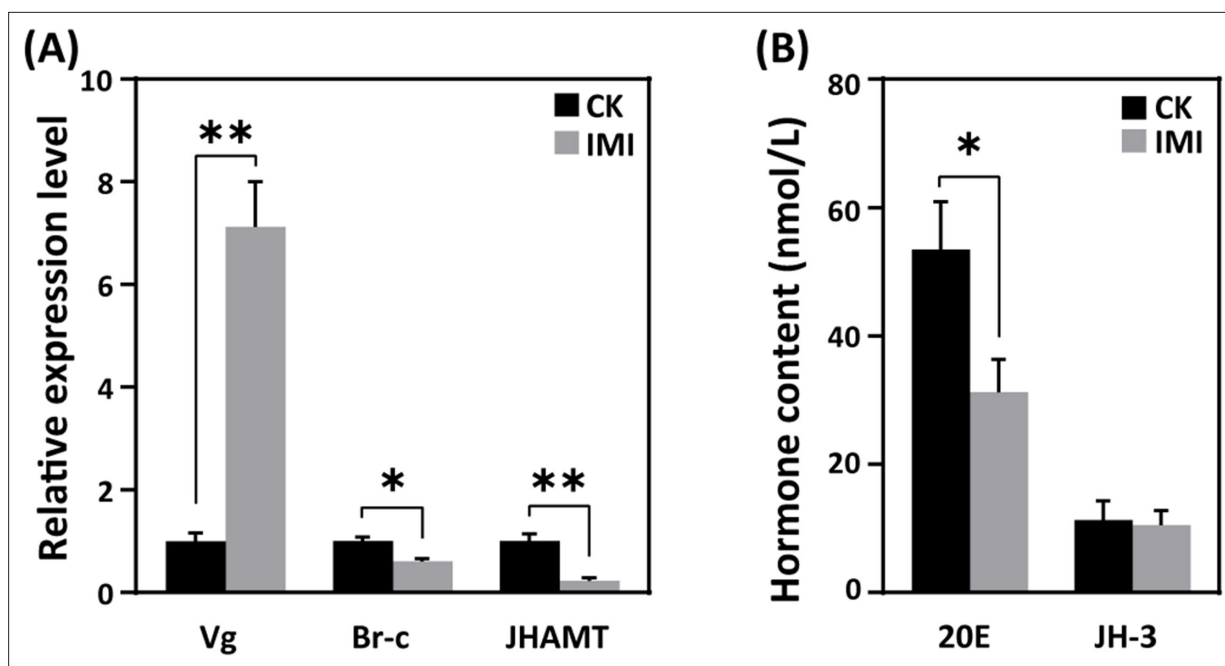 (A)
Relative expression level
10
8
6
4
2
0
CK
IMI
**
*
**
Vg Br-c JHAMT
(B)
Hormone content (nmol/L)
80
60
40
20
0
CK
IMI
*
20E JH-3